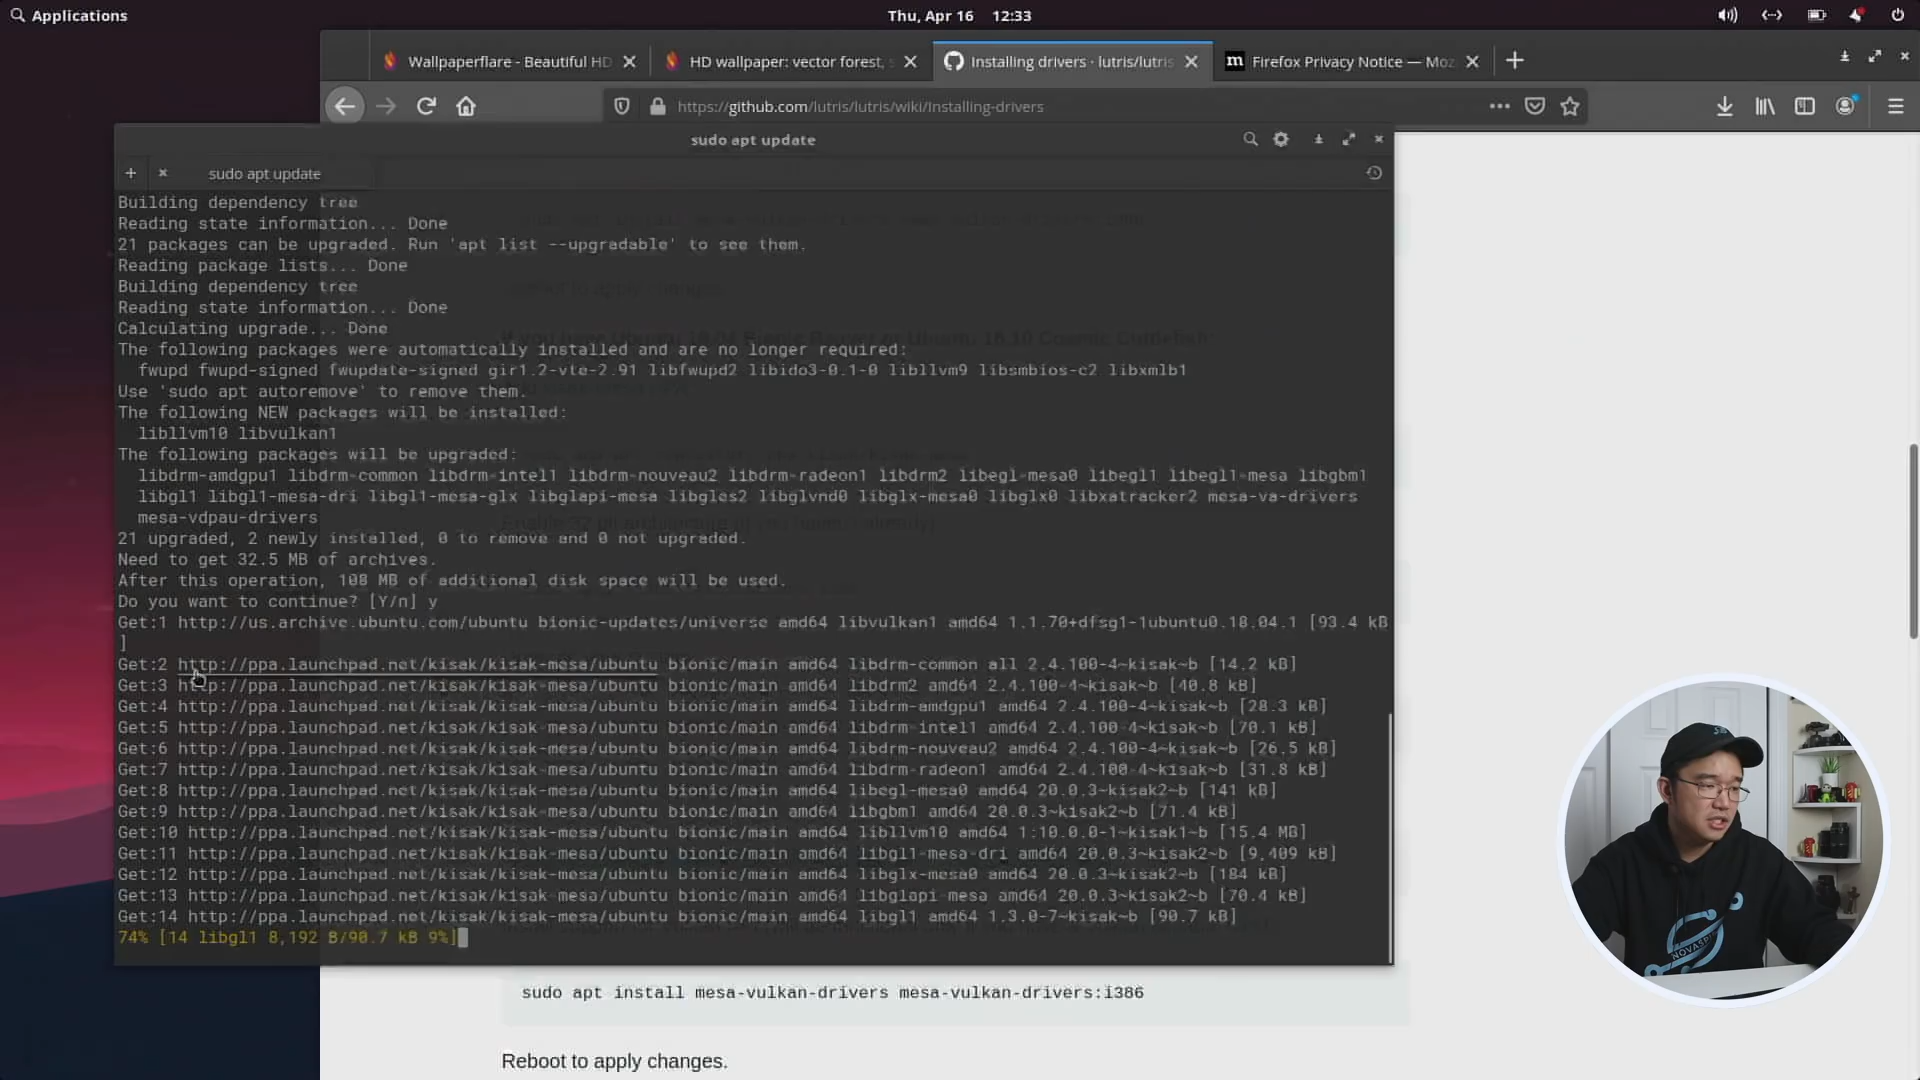 Applications
Thu, Apr 16 12:33
Wallpaperflare - Beautiful HD
HD wallpaper: vector forest, s
Installing drivers · lutris/lutris
m Firefox Privacy Notice — Moz
https://github.com/lutris/lutris/wiki/Installing-drivers
sudo apt update
sudo apt update
Building dependency tree
Reading state information... Done
21 packages can be upgraded. Run 'apt list --upgradable' to see them.
Reading package lists... Done
Building dependency tree
Reading state information... Done
Calculating upgrade... Done
The following packages were automatically installed and are no longer required:
fwupd fwupd-signed fwupdate-signed gir1.2-vte-2.91 libfwupd2 libido3-0.1-0 libllvm9 libsmbios-c2 libxmlb1
Use 'sudo apt autoremove' to remove them.
The following NEW packages will be installed:
libllvm10 libvulkan1
The following packages will be upgraded:
libdrm-amdgpu1 libdrm-common libdrm-intel1 libdrm-nouveau2 libdrm-radeon1 libdrm2 libegl-mesa0 libegl1 libegl1-mesa libgbm1
libgl1 libgl1-mesa-dri libgl1-mesa-glx libglapi-mesa libgles2 libglvnd0 libglx-mesa0 libglx0 libxatracker2 mesa-va-drivers
mesa-vdpau-drivers
21 upgraded, 2 newly installed, 0 to remove and 0 not upgraded.
Need to get 32.5 MB of archives.
After this operation, 108 MB of additional disk space will be used.
Do you want to continue? [Y/n] y
Get:1 http://us.archive.ubuntu.com/ubuntu bionic-updates/universe amd64 libvulkan1 amd64 1.1.70+dfsg1-1ubuntu0.18.04.1 [93.4 kB
]
Get:2 http://ppa.launchpad.net/kisak/kisak-mesa/ubuntu bionic/main amd64 libdrm-common all 2.4.100-4~kisak~b [14.2 kB]
Get:3 http://ppa.launchpad.net/kisak/kisak-mesa/ubuntu bionic/main amd64 libdrm2 amd64 2.4.100-4~kisak~b [40.8 kB]
Get:4 http://ppa.launchpad.net/kisak/kisak-mesa/ubuntu bionic/main amd64 libdrm-amdgpu1 amd64 2.4.100-4~kisak~b [28.3 kB]
Get:5 http://ppa.launchpad.net/kisak/kisak-mesa/ubuntu bionic/main amd64 libdrm-intel1 amd64 2.4.100-4~kisak~b [70.1 kB]
Get:6 http://ppa.launchpad.net/kisak/kisak-mesa/ubuntu bionic/main amd64 libdrm-nouveau2 amd64 2.4.100-4~kisak~b [26.5 kB]
Get:7 http://ppa.launchpad.net/kisak/kisak-mesa/ubuntu bionic/main amd64 libdrm-radeon1 amd64 2.4.100-4~kisak~b [31.8 kB]
Get:8 http://ppa.launchpad.net/kisak/kisak-mesa/ubuntu bionic/main amd64 libegl-mesa0 amd64 20.0.3~kisak2~b [141 kB]
Get:9 http://ppa.launchpad.net/kisak/kisak-mesa/ubuntu bionic/main amd64 libgbm1 amd64 20.0.3~kisak2~b [71.4 kB]
Get:10 http://ppa.launchpad.net/kisak/kisak-mesa/ubuntu bionic/main amd64 libllvm10 amd64 1:10.0.0-1~kisak1~b [15.4 MB]
Get:11 http://ppa.launchpad.net/kisak/kisak-mesa/ubuntu bionic/main amd64 libgl1-mesa-dri amd64 20.0.3~kisak2~b [9,409 kB]
Get:12 http://ppa.launchpad.net/kisak/kisak-mesa/ubuntu bionic/main amd64 libglx-mesa0 amd64 20.0.3~kisak2~b [184 kB]
Get:13 http://ppa.launchpad.net/kisak/kisak-mesa/ubuntu bionic/main amd64 libglapi-mesa amd64 20.0.3~kisak2~b [70.4 kB]
Get:14 http://ppa.launchpad.net/kisak/kisak-mesa/ubuntu bionic/main amd64 libgl1 amd64 1.3.0-7~kisak~b [90.7 kB]
74% [14 libgl1 8,192 B/90.7 kB 9%]
sudo apt install mesa-vulkan-drivers mesa-vulkan-drivers:i386
Reboot to apply changes.